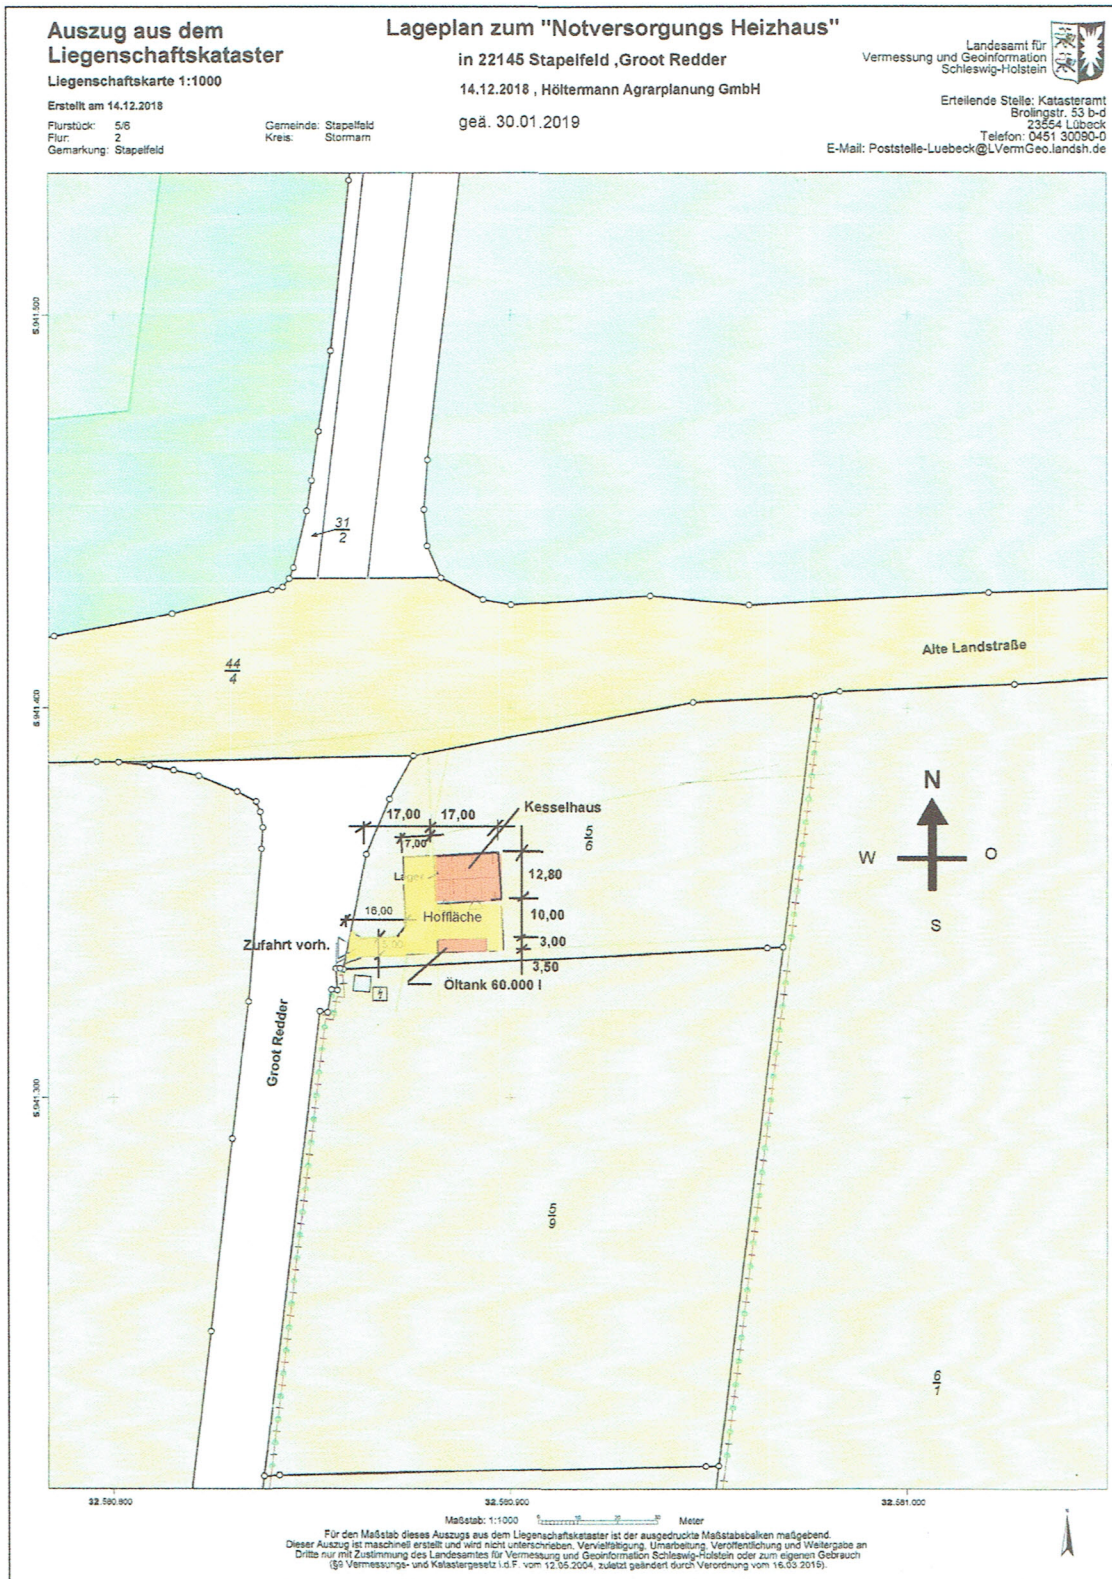 Auszug aus dem
Liegenschaftskataster
Liegenschaftskarte 1:1000
Erstellt am 14.12.2018
Flurstück: 5/6
Flur: 2
Gemarkung: Stapelfeld
Gemeinde: Stapelfeld
Kreis: Stormarn
Lageplan zum "Notversorgungs Heizhaus"
in 22145 Stapelfeld ,Groot Redder
14.12.2018 , Höltermann Agrarplanung GmbH
geä. 30.01.2019
Landesamt für
Vermessung und Geoinformation
Schleswig-Holstein
Erteilende Stelle: Katasteramt
Brolingstr. 53 b-d
23554 Lübeck
Telefon: 0451 30090-0
E-Mail: Poststelle-Luebeck@LVermGeo.landsh.de
5.941.500
31
2
44
4
Alte Landstraße
5.941.400
Kesselhaus
17,00
17,00
5
6
7,00
Lager
12,80
16,00
Hoffläche
10,00
Zufahrt vorh.
5,00
3,00
3,50
Öltank 60.000 l
N
W
O
S
Groot Redder
5.941.300
5
9
6
1
32.580.800
32.580.900
32.581.000
Maßstab: 1:1000
0
10
20
30
Meter
Für den Maßstab dieses Auszugs aus dem Liegenschaftskataster ist der ausgedruckte Maßstabsbalken maßgebend.
Dieser Auszug ist maschinell erstellt und wird nicht unterschrieben. Vervielfältigung, Umarbeitung, Veröffentlichung und Weitergabe an
Dritte nur mit Zustimmung des Landesamtes für Vermessung und Geoinformation Schleswig-Holstein oder zum eigenen Gebrauch
(§9 Vermessungs- und Katastergesetz i.d.F. vom 12.05.2004, zuletzt geändert durch Verordnung vom 16.03.2015).